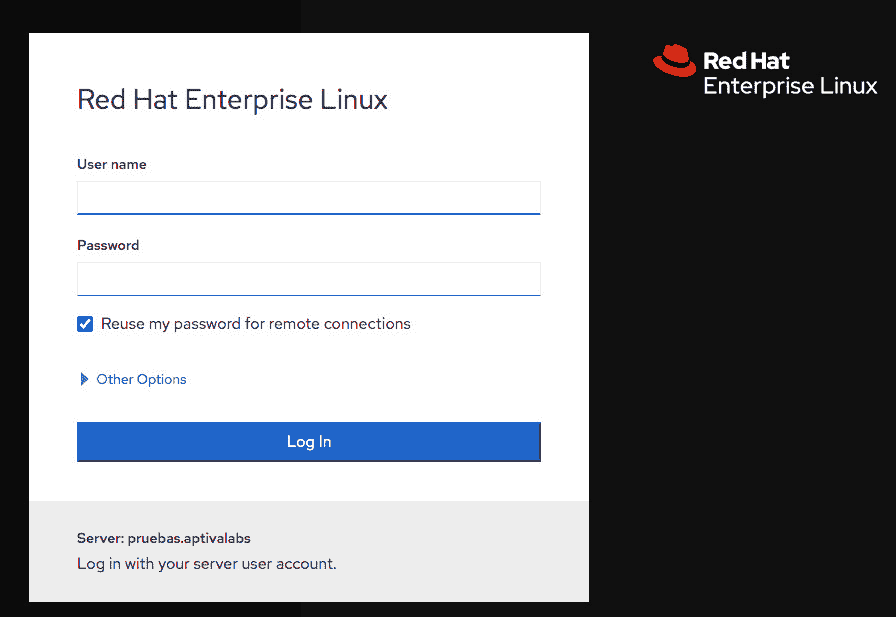 Red Hat Enterprise Linux
User name
Password
Reuse my password for remote connections
Other Options
Log In
Server: pruebas.aptivalabs
Log in with your server user account.
Red Hat
Enterprise Linux